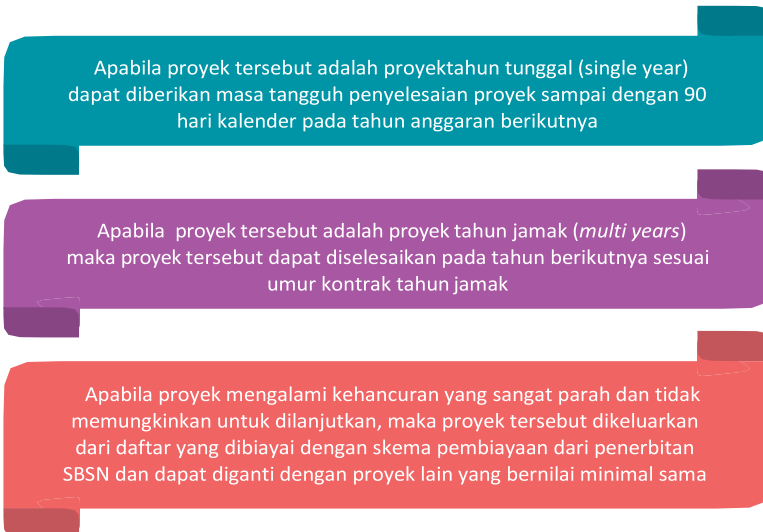 Apabila proyek tersebut adalah proyektahun tunggal (single year)
dapat diberikan masa tangguh penyelesaian proyek sampai dengan 90
hari kalender pada tahun anggaran berikutnya
Apabila proyek tersebut adalah proyek tahun jamak (multi years)
maka proyek tersebut dapat diselesaikan pada tahun berikutnya sesuai
umur kontrak tahun jamak
Apabila proyek mengalami kehancuran yang sangat parah dan tidak
memungkinkan untuk dilanjutkan, maka proyek tersebut dikeluarkan
dari daftar yang dibiayai dengan skema pembiayaan dari penerbitan
SBSN dan dapat diganti dengan proyek lain yang bernilai minimal sama